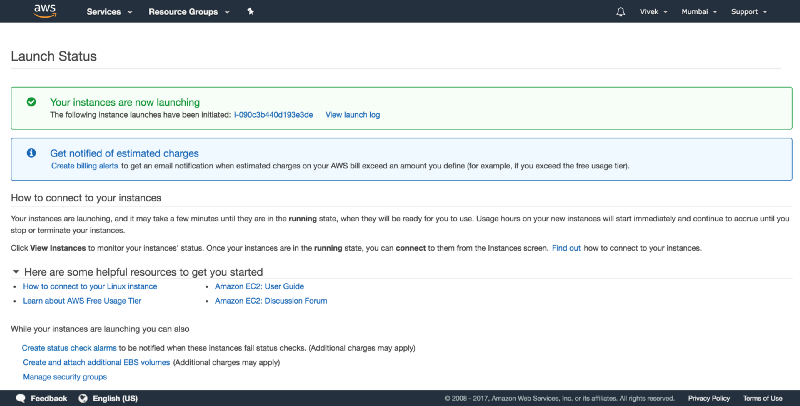 aws Services Resource Groups Vivek Mumbai Support
Launch Status
Your instances are now launching
The following instance launches have been initiated: i-090c3b440d193e3de View launch log
Get notified of estimated charges
Create billing alerts to get an email notification when estimated charges on your AWS bill exceed an amount you define (for example, if you exceed the free usage tier).
How to connect to your instances
Your instances are launching, and it may take a few minutes until they are in the running state, when they will be ready for you to use. Usage hours on your new instances will start immediately and continue to accrue until you
stop or terminate your instances.
Click View Instances to monitor your instances' status. Once your instances are in the running state, you can connect to them from the Instances screen. Find out how to connect to your instances.
Here are some helpful resources to get you started
• How to connect to your Linux instance • Amazon EC2: User Guide
• Learn about AWS Free Usage Tier • Amazon EC2: Discussion Forum
While your instances are launching you can also
Create status check alarms to be notified when these instances fail status checks. (Additional charges may apply)
Create and attach additional EBS volumes (Additional charges may apply)
Manage security groups
Feedback English (US) © 2008 - 2017, Amazon Web Services, Inc. or its affiliates. All rights reserved. Privacy Policy Terms of Use